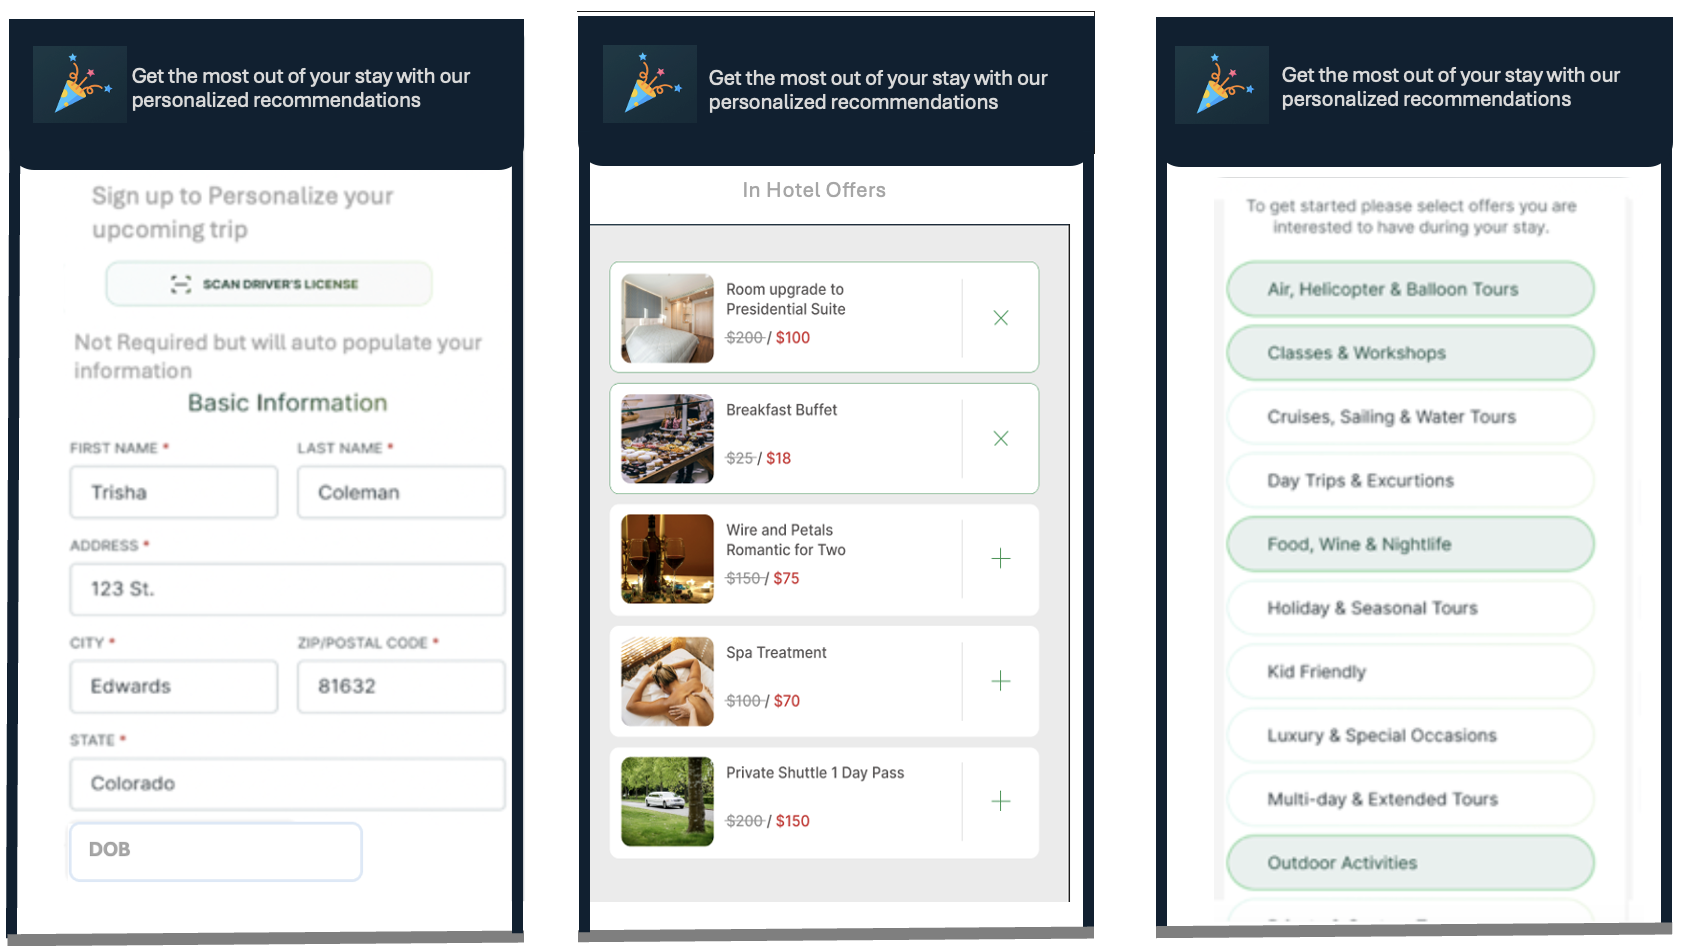 Get the most out of your stay with our
personalized recommendations
Sign up to Personalize your
upcoming trip
SCAN DRIVER'S LICENSE
Not Required but will auto populate your
information
Basic Information
FIRST NAME * LAST NAME *
Trisha Coleman
ADDRESS *
123 St.
CITY * ZIP/POSTAL CODE *
Edwards 81632
STATE *
Colorado
DOB
Get the most out of your stay with our
personalized recommendations
In Hotel Offers
Room upgrade to
Presidential Suite
$200 / $100
Breakfast Buffet
$25 / $18
Wire and Petals
Romantic for Two
$150 / $75
Spa Treatment
$100 / $70
Private Shuttle 1 Day Pass
$200 / $150
Get the most out of your stay with our
personalized recommendations
To get started please select offers you are
interested to have during your stay.
Air, Helicopter & Balloon Tours
Classes & Workshops
Cruises, Sailing & Water Tours
Day Trips & Excurtions
Food, Wine & Nightlife
Holiday & Seasonal Tours
Kid Friendly
Luxury & Special Occasions
Multi-day & Extended Tours
Outdoor Activities